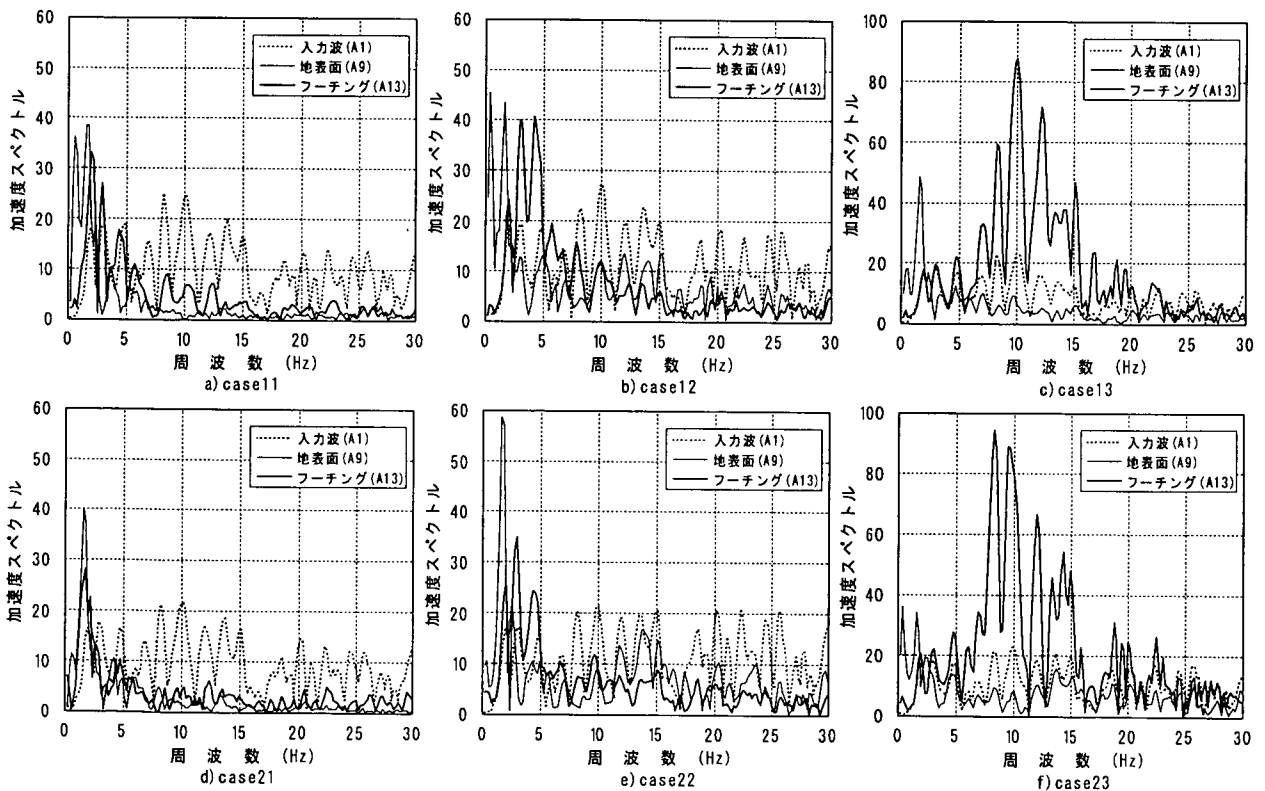 60
50
40
30
20
10
0
加速度スペクトル
入力波(A1)
地表面(A9)
フーチング(A13)
0 5 10 15 20 25 30
周 波 数 (Hz)
a)case11
60
50
40
30
20
10
0
加速度スペクトル
入力波(A1)
地表面(A9)
フーチング(A13)
0 5 10 15 20 25 30
周 波 数 (Hz)
b)case12
100
80
60
40
20
0
加速度スペクトル
入力波(A1)
地表面(A9)
フーチング(A13)
0 5 10 15 20 25 30
周 波 数 (Hz)
c)case13
60
50
40
30
20
10
0
加速度スペクトル
入力波(A1)
地表面(A9)
フーチング(A13)
0 5 10 15 20 25 30
周 波 数 (Hz)
d)case21
60
50
40
30
20
10
0
加速度スペクトル
入力波(A1)
地表面(A9)
フーチング(A13)
0 5 10 15 20 25 30
周 波 数 (Hz)
e)case22
100
80
60
40
20
0
加速度スペクトル
入力波(A1)
地表面(A9)
フーチング(A13)
0 5 10 15 20 25 30
周 波 数 (Hz)
f)case23